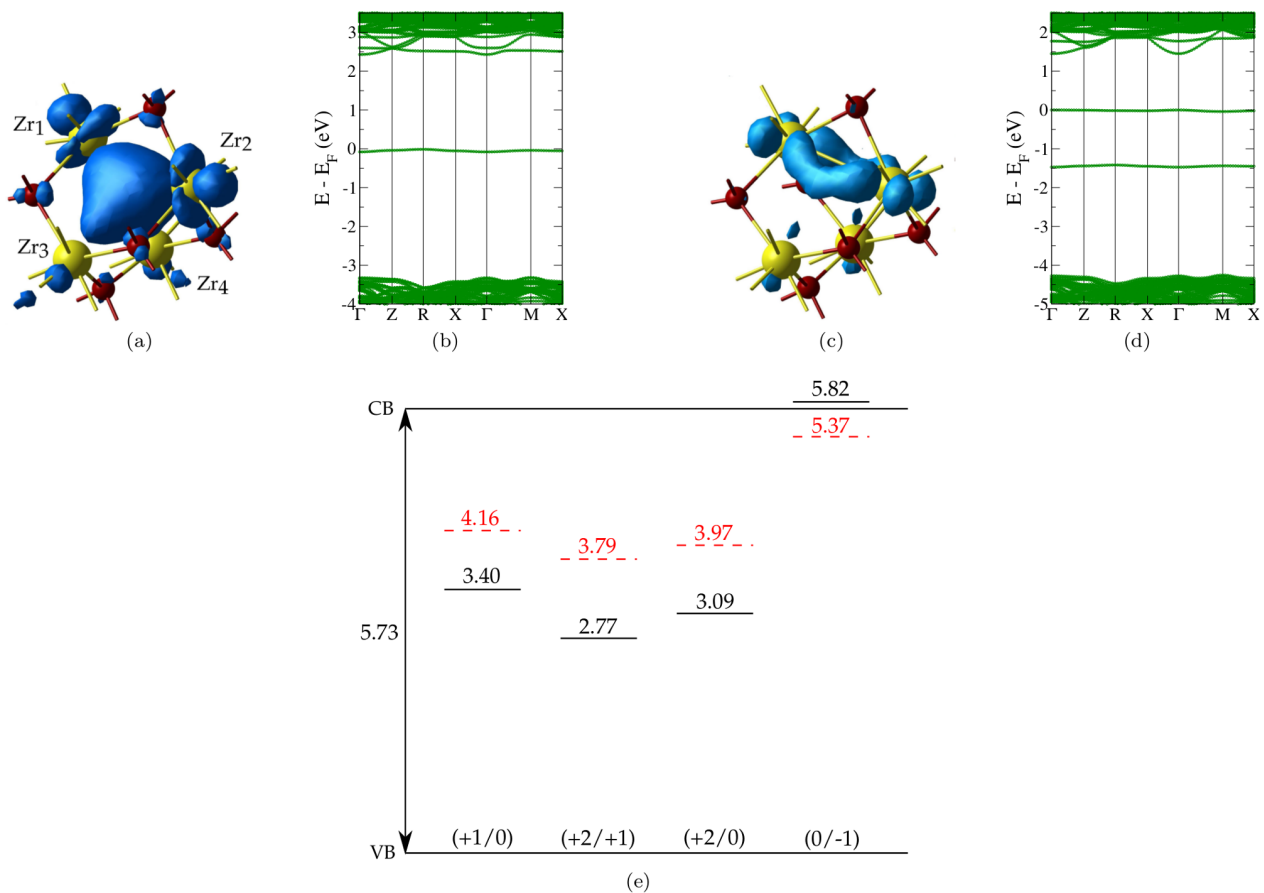 Zr1
Zr2
Zr3
Zr4
(a)
E - EF (eV)
3
2
1
0
-1
-2
-3
-4
Γ Z R X Γ M X
(b)
(c)
E - EF (eV)
2
1
0
-1
-2
-3
-4
-5
Γ Z R X Γ M X
(d)
CB
5.82
5.37
4.16
3.79
3.97
3.40
2.77
3.09
5.73
VB
(+1/0) (+2/+1) (+2/0) (0/-1)
(e)